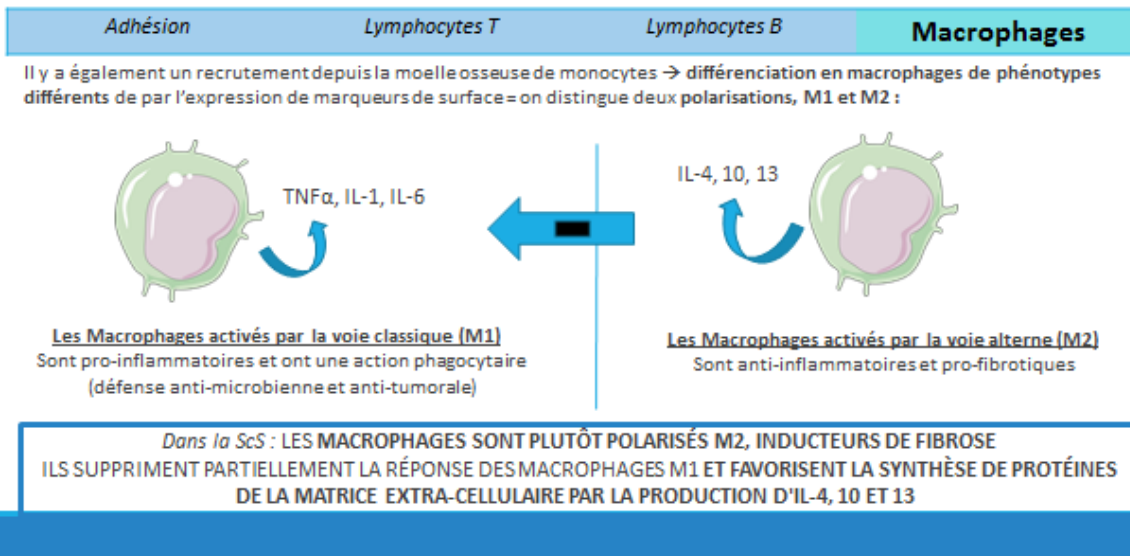 Adhésion Lymphocytes T Lymphocytes B Macrophages
Il y a également un recrutement depuis la moelle osseuse de monocytes → différenciation en macrophages de phénotypes
différents de par l'expression de marqueurs de surface = on distingue deux polarisations, M1 et M2 :
TNFα, IL-1, IL-6
IL-4, 10, 13
Les Macrophages activés par la voie classique (M1)
Sont pro-inflammatoires et ont une action phagocytaire
(défense anti-microbienne et anti-tumorale)
Les Macrophages activés par la voie alterne (M2)
Sont anti-inflammatoires et pro-fibrotiques
Dans la ScS : LES MACROPHAGES SONT PLUTÔT POLARISÉS M2, INDUCTEURS DE FIBROSE
ILS SUPPRIMENT PARTIELLEMENT LA RÉPONSE DES MACROPHAGES M1 ET FAVORISENT LA SYNTHÈSE DE PROTÉINES
DE LA MATRICE EXTRA-CELLULAIRE PAR LA PRODUCTION D'IL-4, 10 ET 13